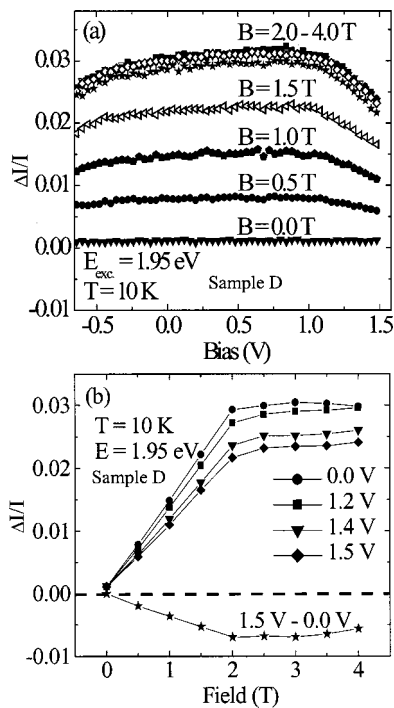 (a)
B=2.0-4.0 T
B=1.5 T
B=1.0 T
B=0.5 T
B=0.0 T
E_exc.=1.95 eV
T=10 K
Sample D
ΔI/I
0.03
0.02
0.01
0.00
-0.01
-0.5
0.0
0.5
1.0
1.5
Bias (V)
(b)
T = 10 K
E = 1.95 eV
Sample D
0.0 V
1.2 V
1.4 V
1.5 V
1.5 V - 0.0 V
ΔI/I
0.03
0.02
0.01
0.00
-0.01
0
1
2
3
4
Field (T)